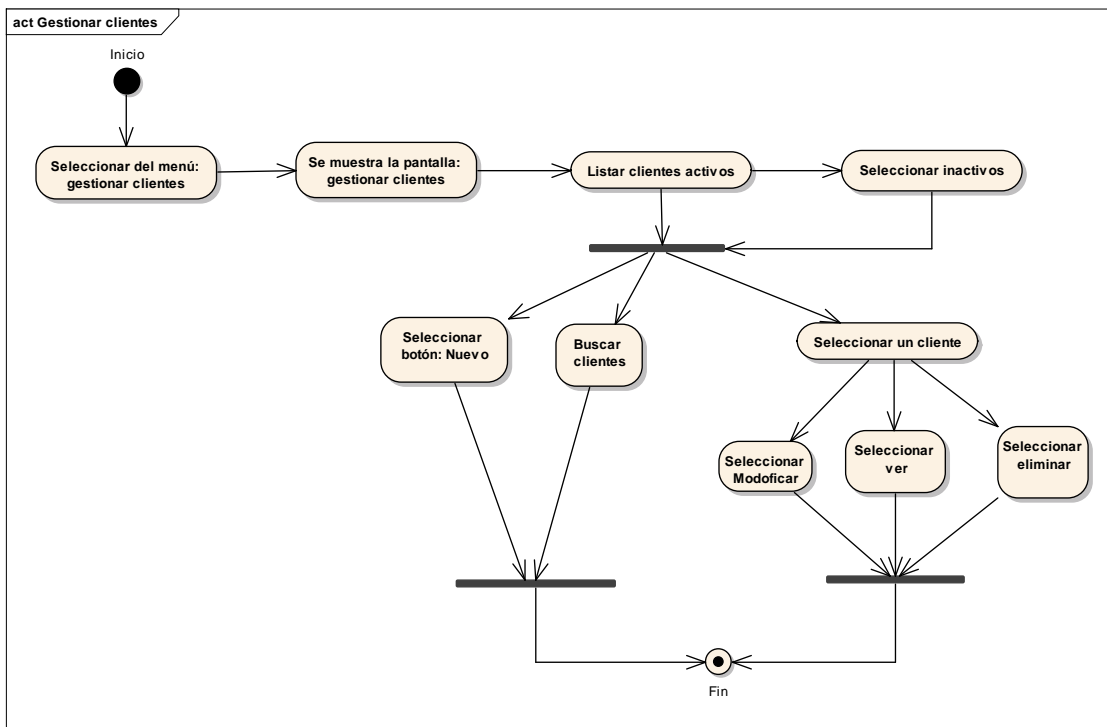 act Gestionar clientes
Inicio
Seleccionar del menú:
gestionar clientes
Se muestra la pantalla:
gestionar clientes
Listar clientes activos
Seleccionar inactivos
Seleccionar
botón: Nuevo
Buscar
clientes
Seleccionar un cliente
Seleccionar
Modoficar
Seleccionar
ver
Seleccionar
eliminar
Fin